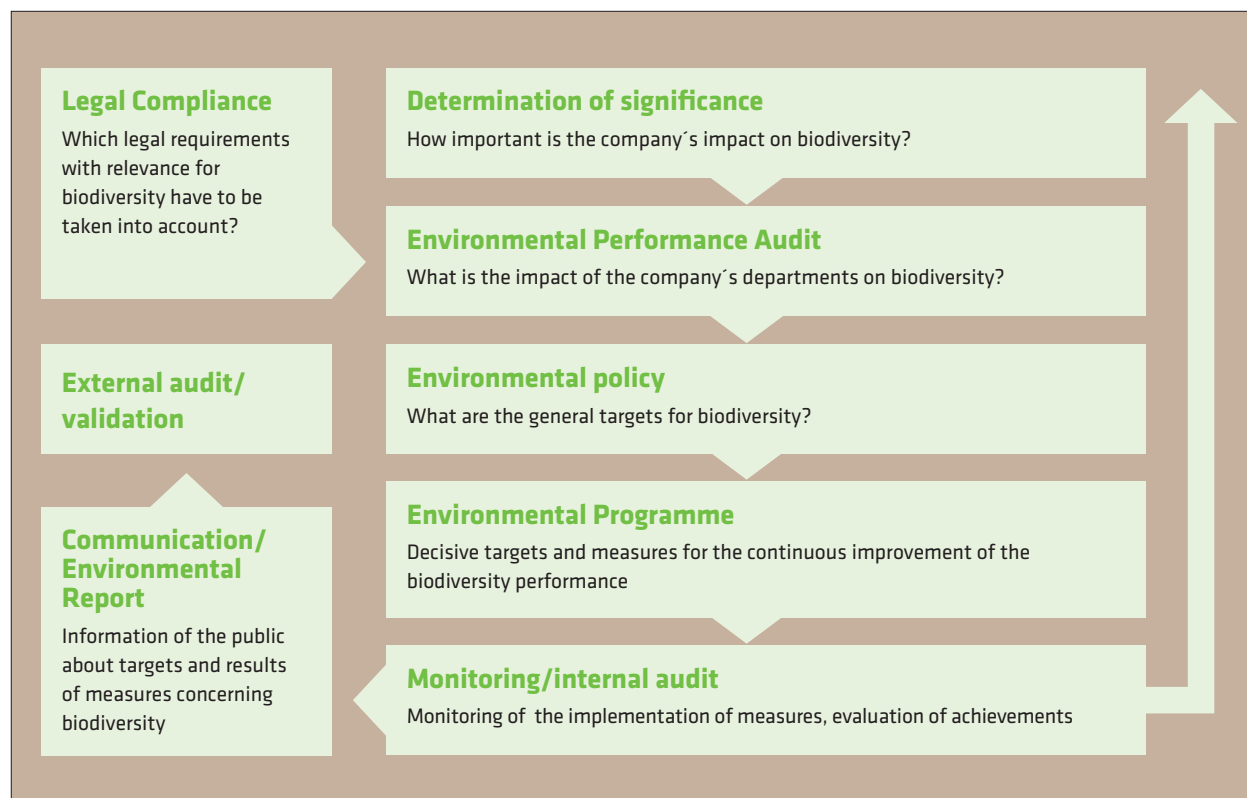 Legal Compliance
Which legal requirements
with relevance for
biodiversity have to be
taken into account?
External audit/
validation
Communication/
Environmental
Report
Information of the public
about targets and results
of measures concerning
biodiversity
Determination of significance
How important is the company´s impact on biodiversity?
Environmental Performance Audit
What is the impact of the company´s departments on biodiversity?
Environmental policy
What are the general targets for biodiversity?
Environmental Programme
Decisive targets and measures for the continuous improvement of the
biodiversity performance
Monitoring/internal audit
Monitoring of the implementation of measures, evaluation of achievements